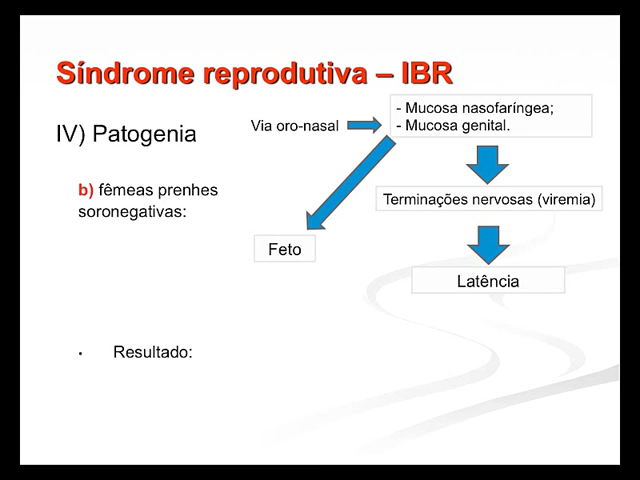 Síndrome reprodutiva – IBR
IV) Patogenia
Via oro-nasal
- Mucosa nasofaríngea;
- Mucosa genital.
b) fêmeas prenhes
soronegativas:
Terminações nervosas (viremia)
Feto
Latência
• Resultado: